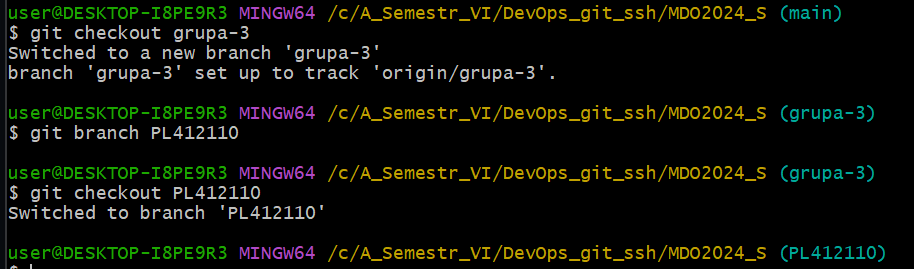 user@DESKTOP-I8PE9R3 MINGW64 /c/A_Semestr_VI/DevOps_git_ssh/MDO2024_S (main)
$ git checkout grupa-3
Switched to a new branch 'grupa-3'
branch 'grupa-3' set up to track 'origin/grupa-3'.
user@DESKTOP-I8PE9R3 MINGW64 /c/A_Semestr_VI/DevOps_git_ssh/MDO2024_S (grupa-3)
$ git branch PL412110
user@DESKTOP-I8PE9R3 MINGW64 /c/A_Semestr_VI/DevOps_git_ssh/MDO2024_S (grupa-3)
$ git checkout PL412110
Switched to branch 'PL412110'
user@DESKTOP-I8PE9R3 MINGW64 /c/A_Semestr_VI/DevOps_git_ssh/MDO2024_S (PL412110)
$